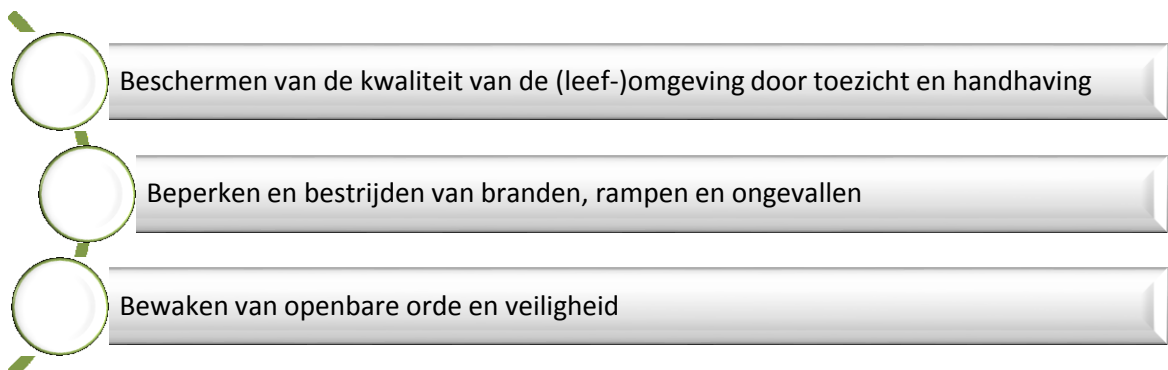 Beschermen van de kwaliteit van de (leef-)omgeving door toezicht en handhaving
Beperken en bestrijden van branden, rampen en ongevallen
Bewaken van openbare orde en veiligheid